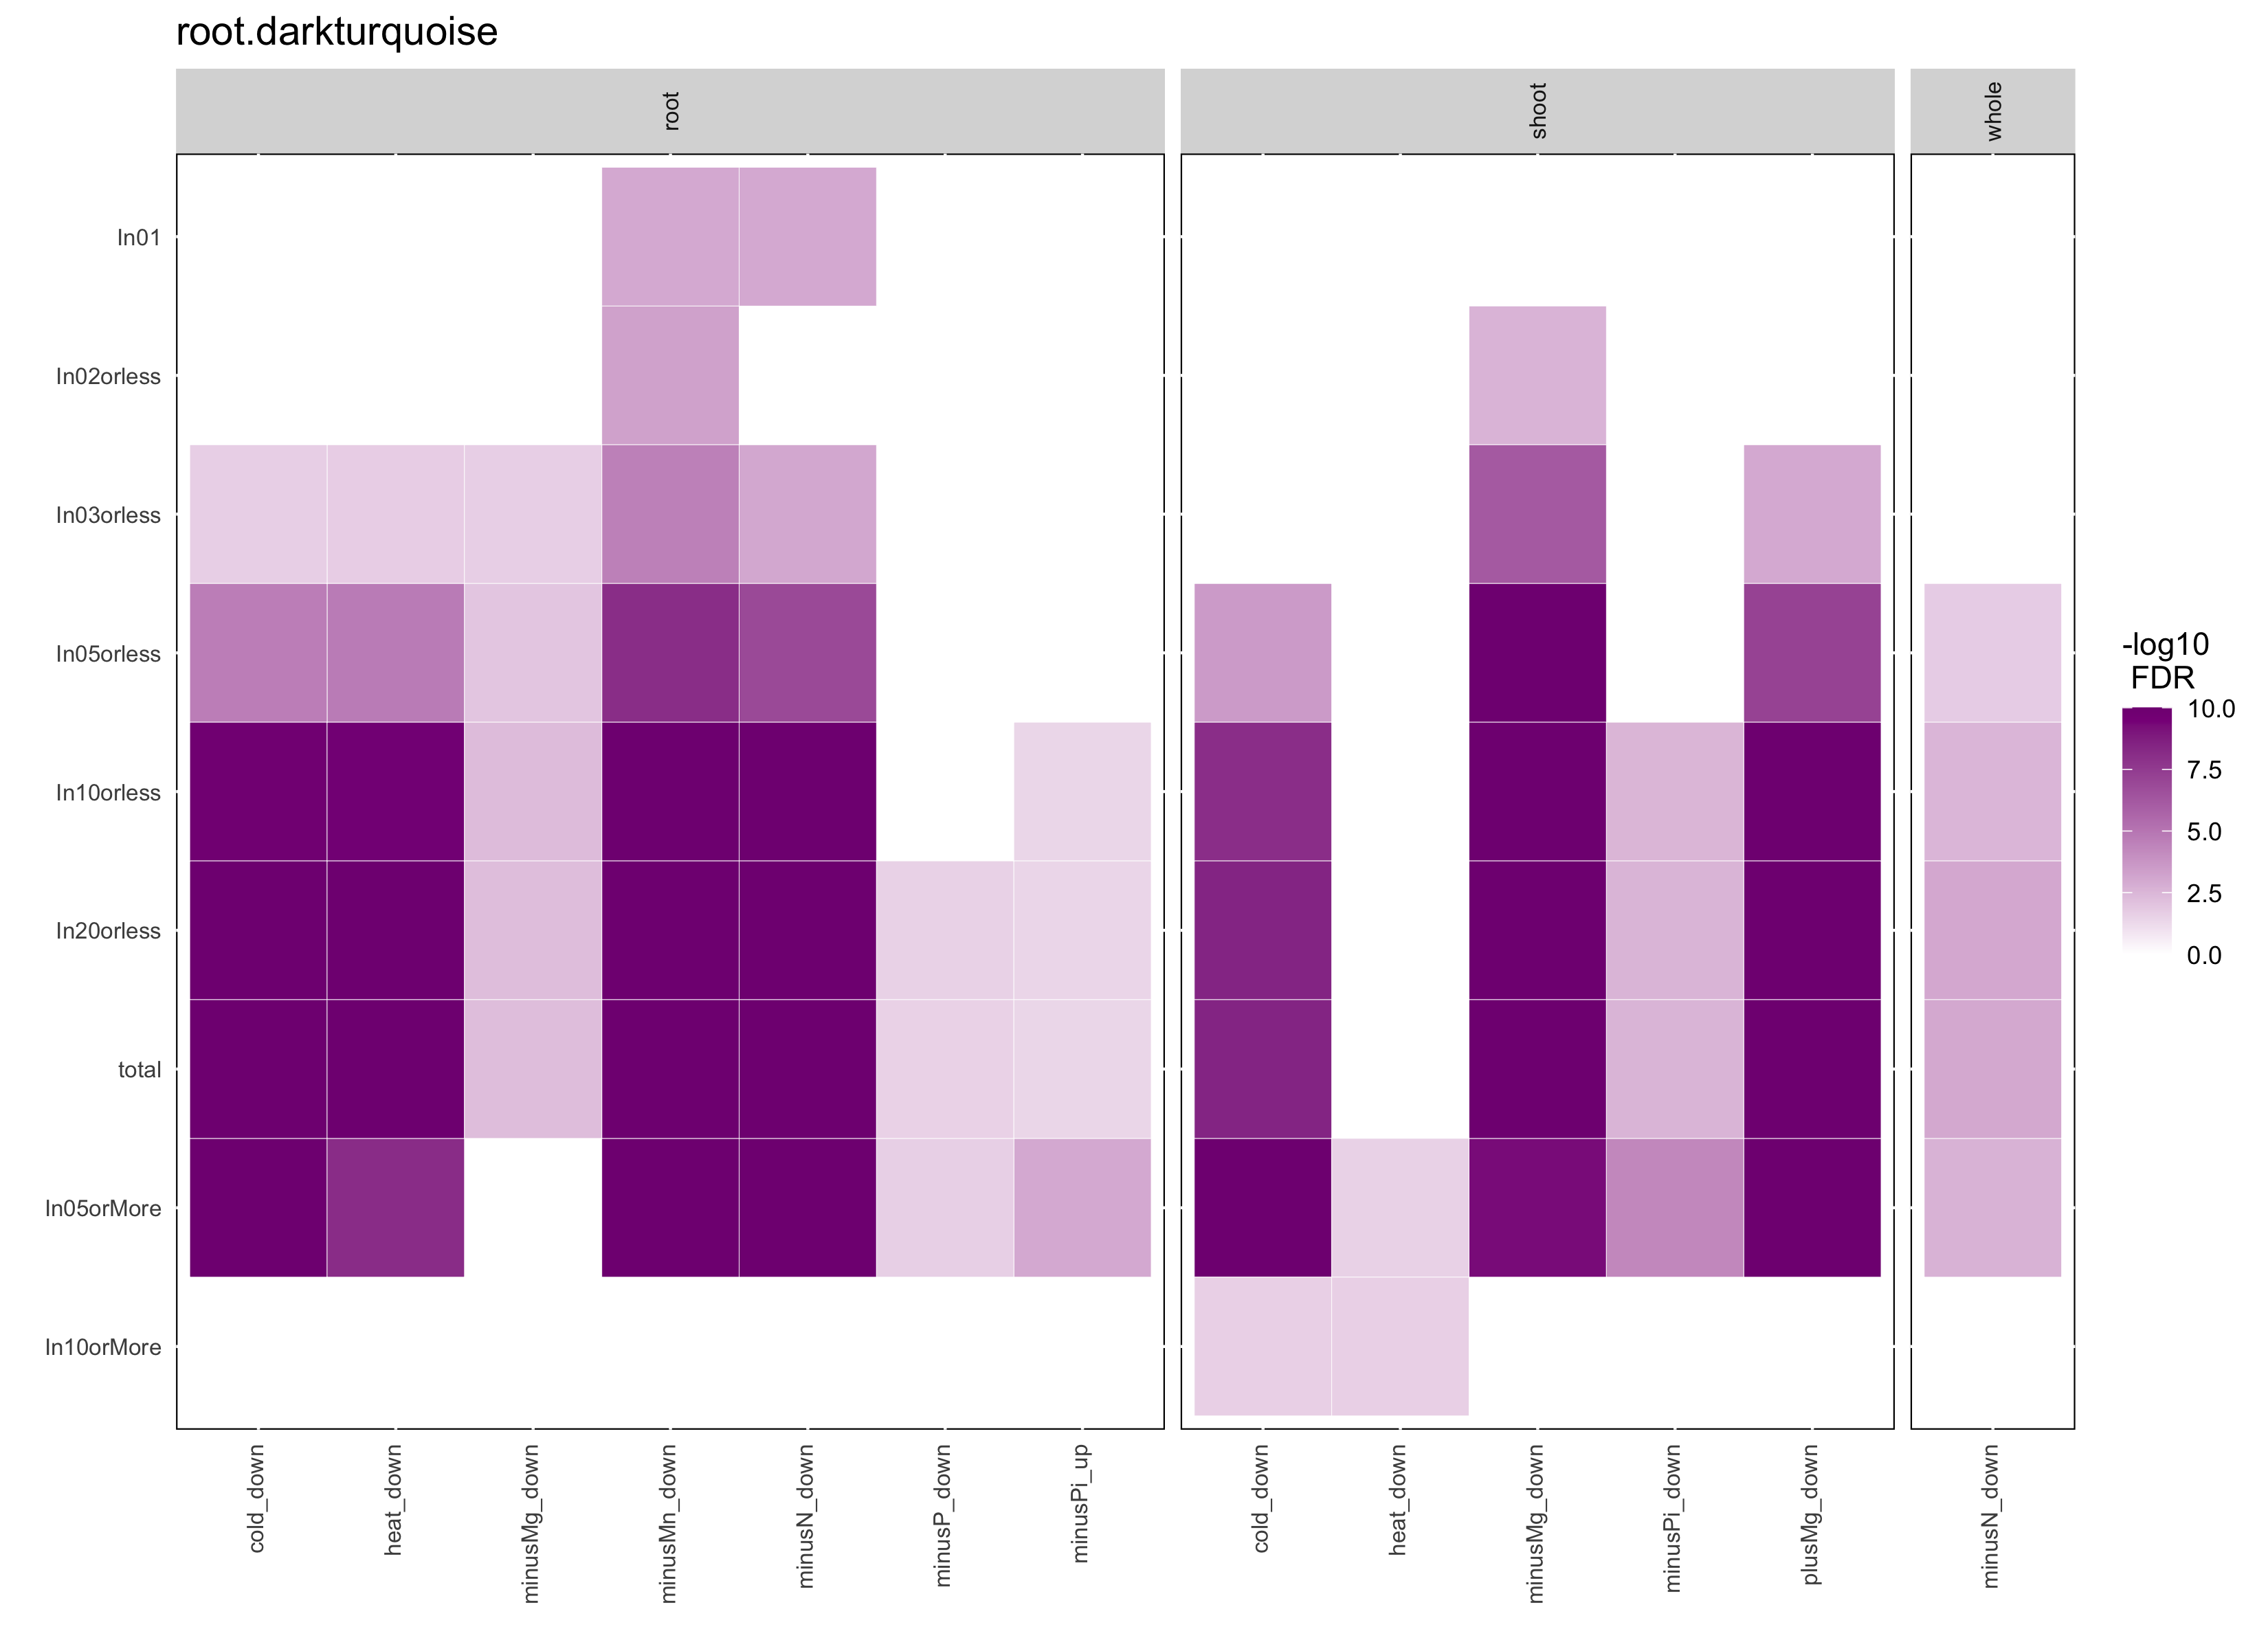 root.darkturquoise
root
shoot
whole
In01
In02orless
In03orless
In05orless
In10orless
In20orless
total
In05orMore
In10orMore
cold_down
heat_down
minusMg_down
minusMn_down
minusN_down
minusP_down
minusPi_up
cold_down
heat_down
minusMg_down
minusPi_down
plusMg_down
minusN_down
-log10
FDR
10.0
7.5
5.0
2.5
0.0